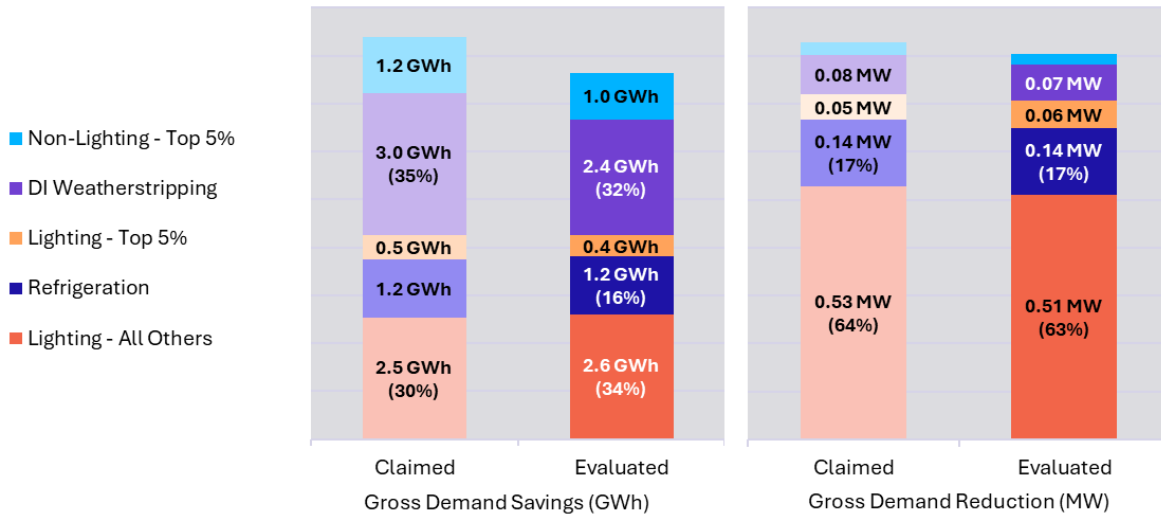 Non-Lighting - Top 5%
DI Weatherstripping
Lighting - Top 5%
Refrigeration
Lighting - All Others
1.2 GWh
3.0 GWh
(35%)
0.5 GWh
1.2 GWh
2.5 GWh
(30%)
1.0 GWh
2.4 GWh
(32%)
0.4 GWh
1.2 GWh
(16%)
2.6 GWh
(34%)
Claimed
Evaluated
Gross Demand Savings (GWh)
0.08 MW
0.05 MW
0.14 MW
(17%)
0.53 MW
(64%)
0.07 MW
0.06 MW
0.14 MW
(17%)
0.51 MW
(63%)
Claimed
Evaluated
Gross Demand Reduction (MW)